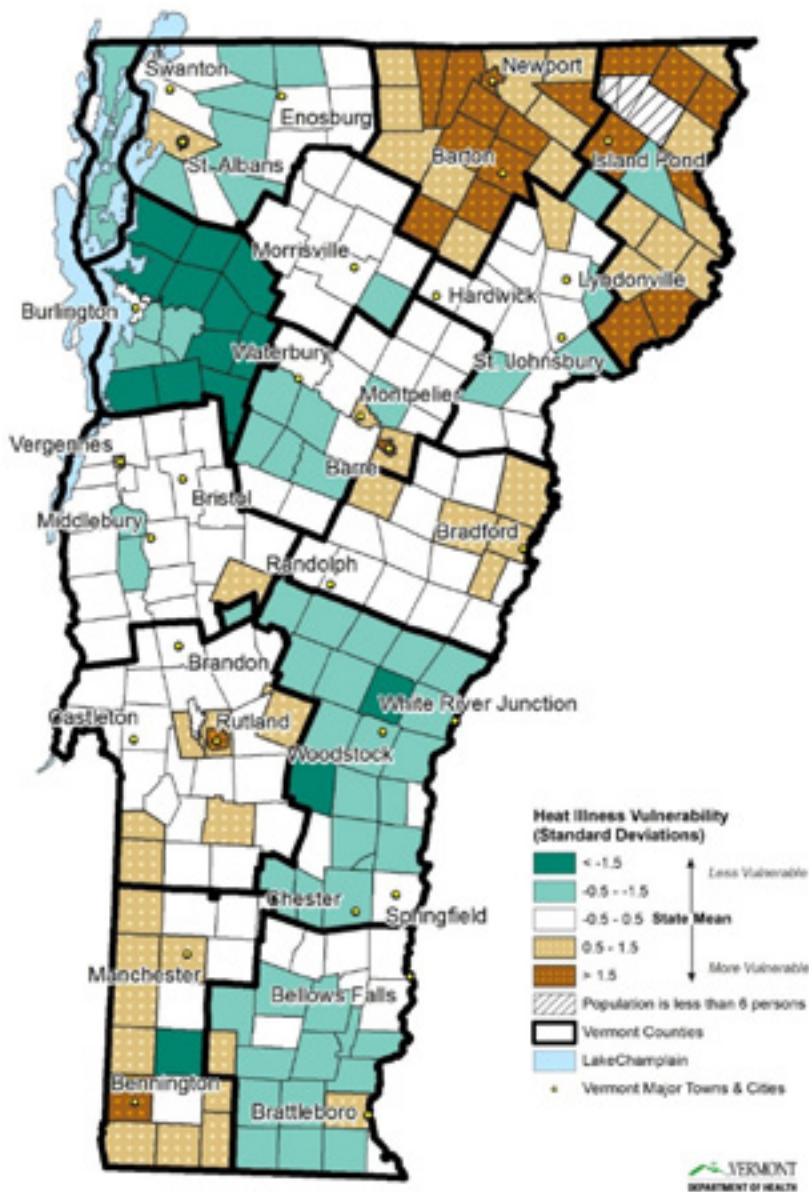 Swanton
Newport
Enosburg
St. Albans
Barton
Island Pond
Morrisville
Hardwick
Lyndonville
Burlington
Waterbury
St. Johnsbury
Montpelier
Vergennes
Barre
Bristol
Middlebury
Bradford
Randolph
Brandon
White River Junction
Castleton
Rutland
Woodstock
Chester
Springfield
Manchester
Bellows Falls
Bennington
Brattleboro
Heat Illness Vulnerability
(Standard Deviations)
< -1.5
Less Vulnerable
-0.5 - -1.5
-0.5 - 0.5 State Mean
0.5 - 1.5
> 1.5
More Vulnerable
Population is less than 6 persons
Vermont Counties
LakeChamplain
Vermont Major Towns & Cities
VERMONT
DEPARTMENT OF HEALTH